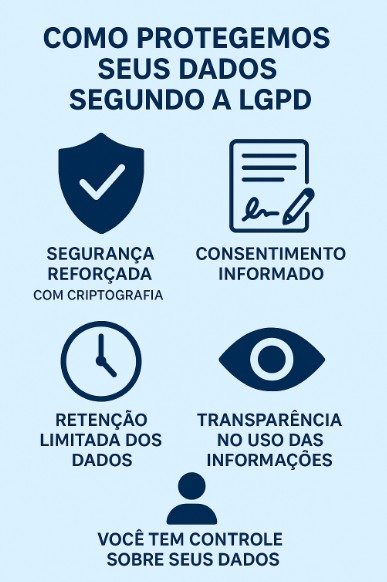 COMO PROTEGEMOS
SEUS DADOS
SEGUNDO A LGPD
SEGURANÇA
REFORÇADA
COM CRIPTOGRAFIA
CONSENTIMENTO
INFORMADO
RETENÇÃO
LIMITADA DOS
DADOS
TRANSPARÊNCIA
NO USO DAS
INFORMAÇÕES
VOCÊ TEM CONTROLE
SOBRE SEUS DADOS